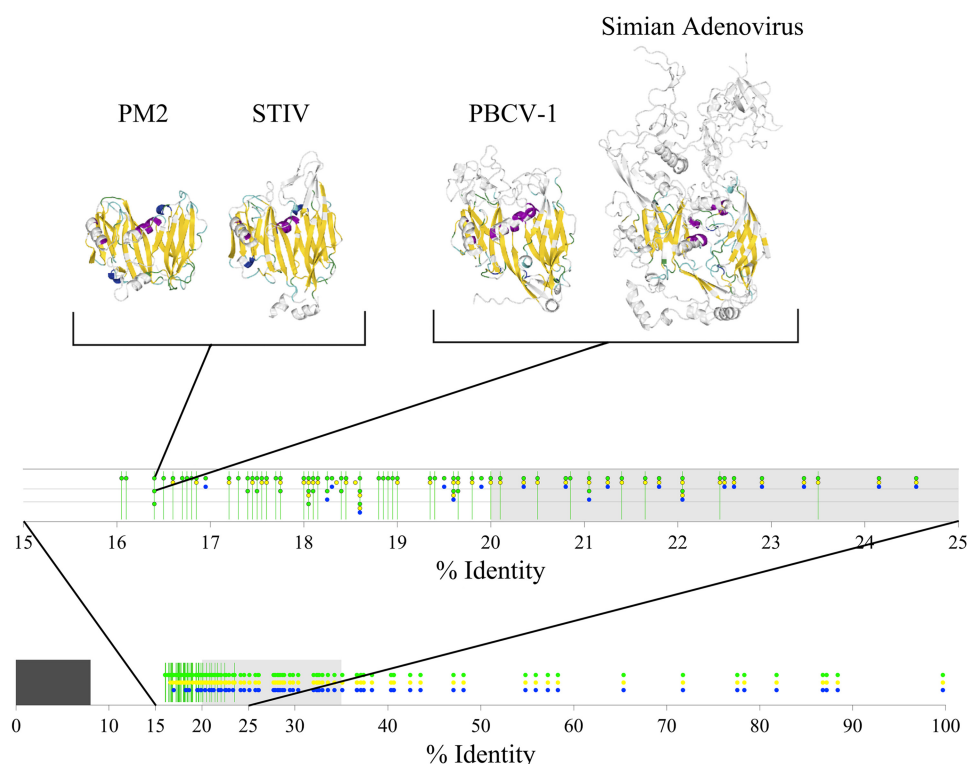 Simian Adenovirus
PM2 STIV PBCV-1
15 16 17 18 19 20 21 22 23 24 25
% Identity
0 10 15 20 25 30 40 50 60 70 80 90 100
% Identity